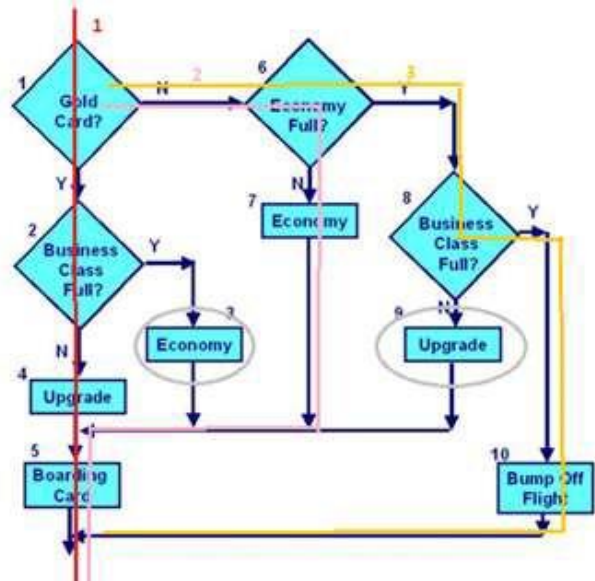 1
1
Gold
Card?
N
2
6
Economy
Full?
Y
3
Y
2
Business
Class
Full?
Y
N
7
Economy
8
Business
Class
Full?
Y
3
Economy
N
9
Upgrade
N
4
Upgrade
5
Boarding
Card
10
Bump Off
Flight